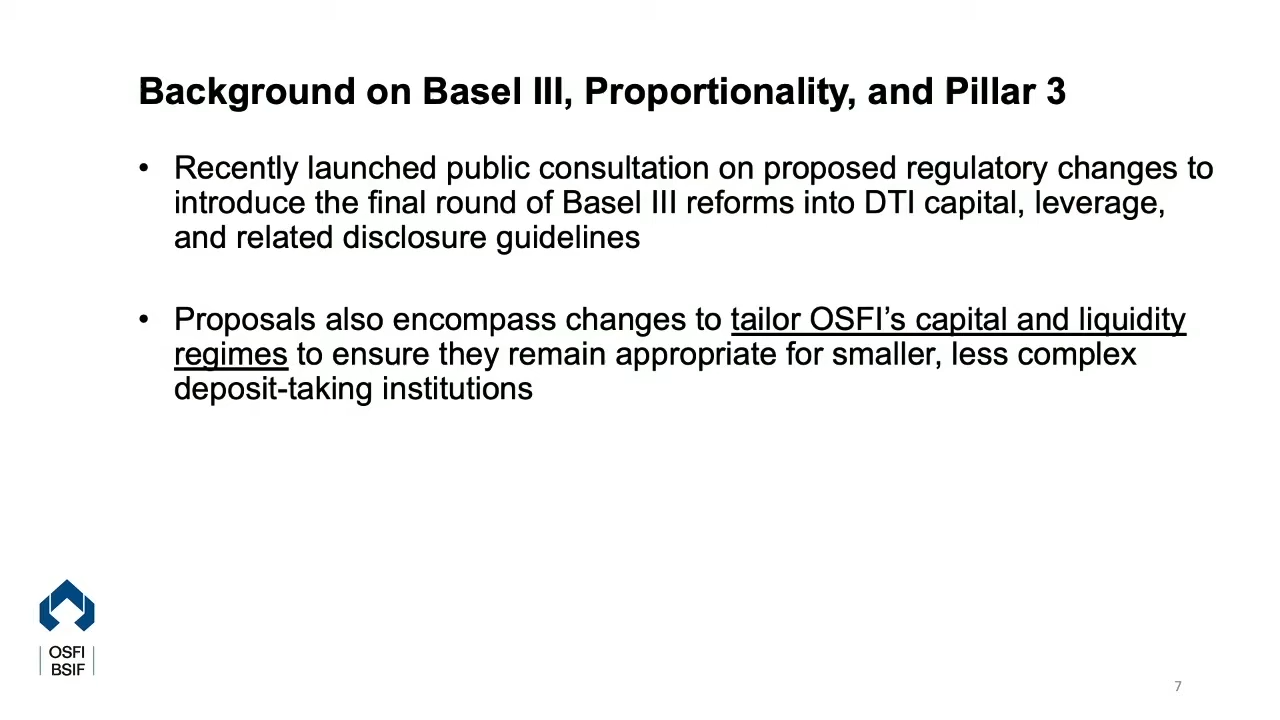 Background on Basel III, Proportionality, and Pillar 3
• Recently launched public consultation on proposed regulatory changes to
introduce the final round of Basel III reforms into DTI capital, leverage,
and related disclosure guidelines
• Proposals also encompass changes to tailor OSFI’s capital and liquidity
regimes to ensure they remain appropriate for smaller, less complex
deposit-taking institutions
OSFI
BSIF
7